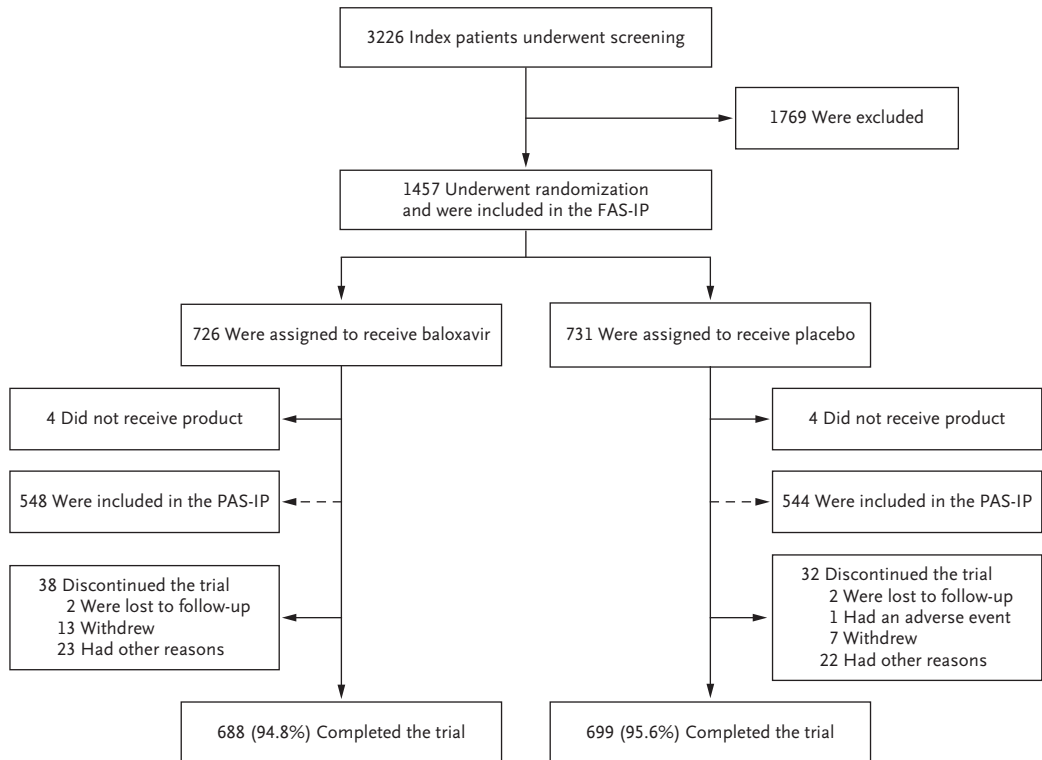 3226 Index patients underwent screening
1769 Were excluded
1457 Underwent randomization
and were included in the FAS-IP
726 Were assigned to receive baloxavir
731 Were assigned to receive placebo
4 Did not receive product
4 Did not receive product
548 Were included in the PAS-IP
544 Were included in the PAS-IP
38 Discontinued the trial
2 Were lost to follow-up
13 Withdrew
23 Had other reasons
32 Discontinued the trial
2 Were lost to follow-up
1 Had an adverse event
7 Withdrew
22 Had other reasons
688 (94.8%) Completed the trial
699 (95.6%) Completed the trial